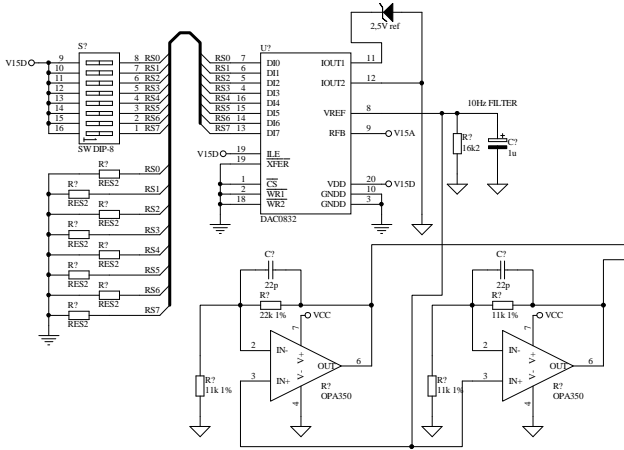 2,5V ref
S?
V15D
9 8 RS0
10 7 RS1
11 6 RS2
12 5 RS3
13 4 RS4
14 3 RS5
15 2 RS6
16 1 RS7
SW DIP-8
U?
RS0 7 DI0 IOUT1 11
RS1 6 DI1
RS2 5 DI2 IOUT2 12
RS3 4 DI3
RS4 16 DI4
RS5 15 DI5 VREF 8
RS6 14 DI6
RS7 13 DI7 RFB 9 V15A
V15D 19 ILE
19 XFER
1 CS VDD 20 V15D
2 WR1 GNDD 10
18 WR2 GNDD 3
DAC0832
10Hz FILTER
R?
16k2
C?
1u
+
R? RS0
RES2
R? RS1
RES2
R? RS2
RES2
R? RS3
RES2
R? RS4
RES2
R? RS5
RES2
R? RS6
RES2
R? RS7
RES2
C?
22p
R?
22k 1%
VCC
7
2 IN- V+
OUT 6
3 IN+ V-
4
R?
OPA350
R?
11k 1%
C?
22p
R?
11k 1%
VCC
7
2 IN- V+
OUT 6
3 IN+ V-
4
R?
OPA350
R?
11k 1%